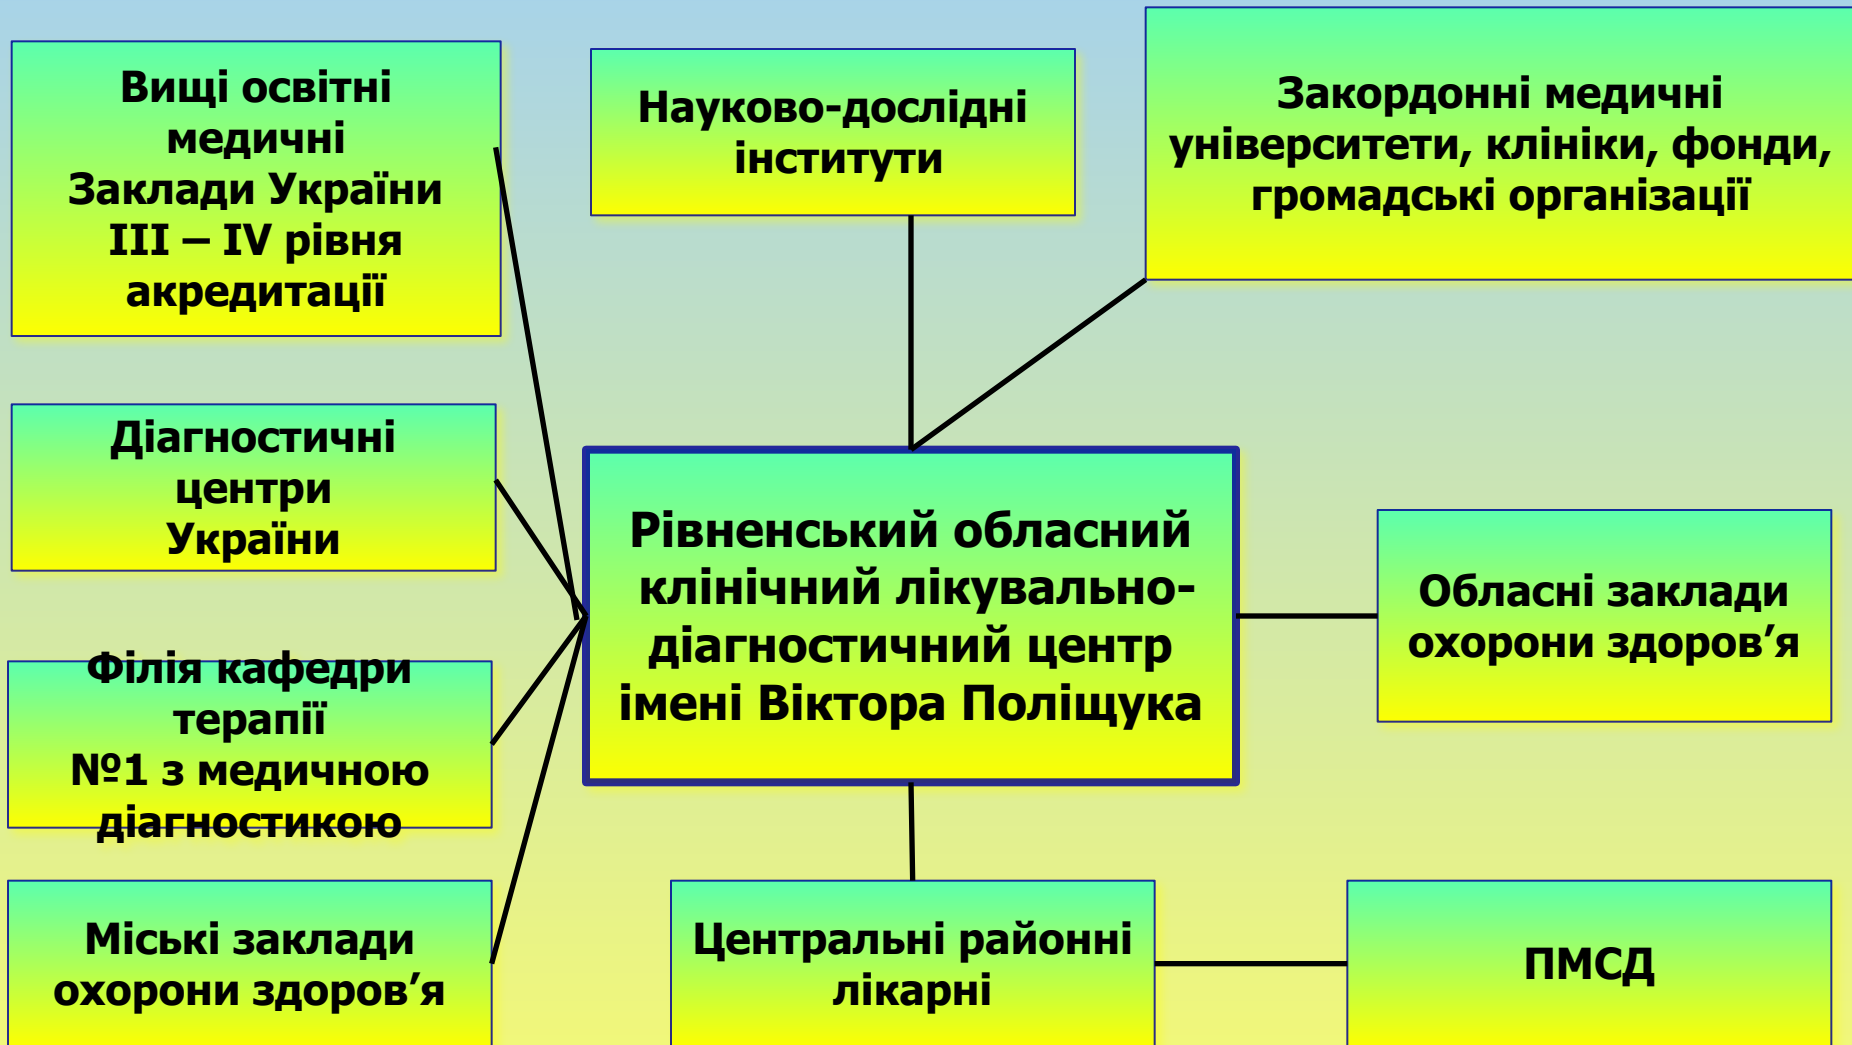 Вищі освітні
медичні
Заклади України
III – IV рівня
акредитації
Науково-дослідні
інститути
Закордонні медичні
університети, клініки, фонди,
громадські організації
Діагностичні
центри
України
Рівненський обласний
клінічний лікувально-
діагностичний центр
імені Віктора Поліщука
Обласні заклади
охорони здоров’я
Філія кафедри
терапії
№1 з медичною
діагностикою
Міські заклади
охорони здоров’я
Центральні районні
лікарні
ПМСД